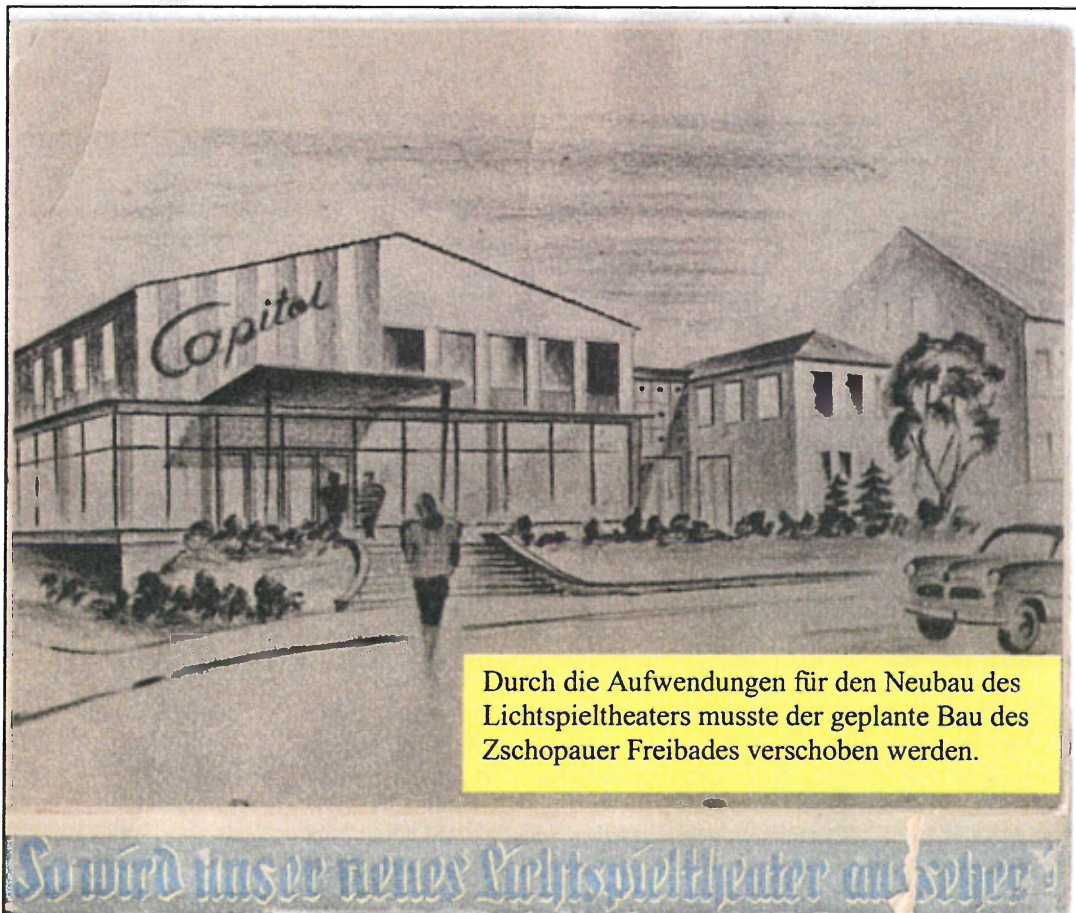 Capitol
Durch die Aufwendungen für den Neubau des
Lichtspieltheaters musste der geplante Bau des
Zschopauer Freibades verschoben werden.
So wird unser neues Lichtspieltheater aussehen